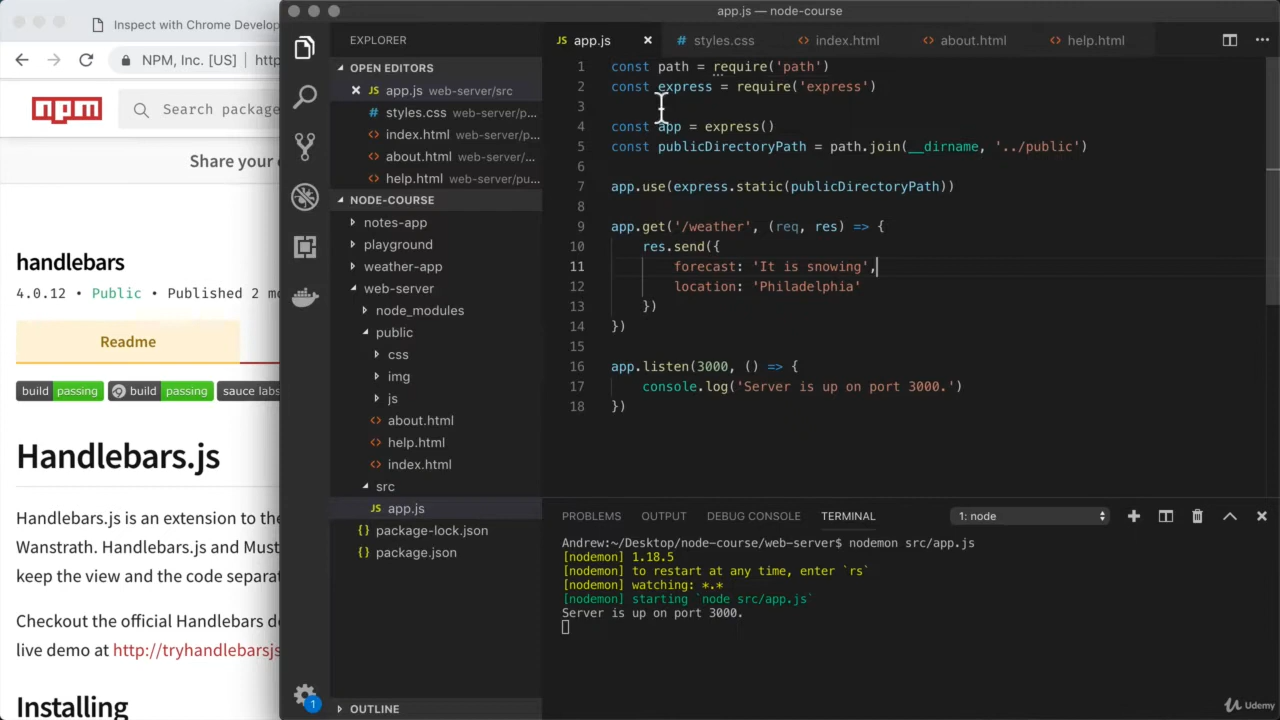 Inspect with Chrome Develop
NPM, Inc. [US]
http
npm
Search package
Share your
handlebars
4.0.12 • Public • Published 2 m
Readme
build passing
build passing
sauce labs
Handlebars.js
Handlebars.js is an extension to the
Wanstrath. Handlebars.js and Must
keep the view and the code separat
Checkout the official Handlebars d
live demo at http://tryhandlebarsjs
Installing
app.js — node-course
EXPLORER
OPEN EDITORS
JS app.js web-server/src
# styles.css web-server/p...
<> index.html web-server/p...
<> about.html web-server/...
<> help.html web-server/pu...
NODE-COURSE
notes-app
playground
weather-app
web-server
node_modules
public
css
img
js
<> about.html
<> help.html
<> index.html
src
JS app.js
{} package-lock.json
{} package.json
OUTLINE
1
JS app.js
# styles.css
<> index.html
<> about.html
<> help.html
1 const path = require('path')
2 const express = require('express')
3
4 const app = express()
5 const publicDirectoryPath = path.join(__dirname, '../public')
6
7 app.use(express.static(publicDirectoryPath))
8
9 app.get('/weather', (req, res) => {
10 res.send({
11 forecast: 'It is snowing',
12 location: 'Philadelphia'
13 })
14 })
15
16 app.listen(3000, () => {
17 console.log('Server is up on port 3000.')
18 })
PROBLEMS
OUTPUT
DEBUG CONSOLE
TERMINAL
1: node
Andrew:~/Desktop/node-course/web-server$ nodemon src/app.js
[nodemon] 1.18.5
[nodemon] to restart at any time, enter `rs`
[nodemon] watching: *.*
[nodemon] starting `node src/app.js`
Server is up on port 3000.
Udemy